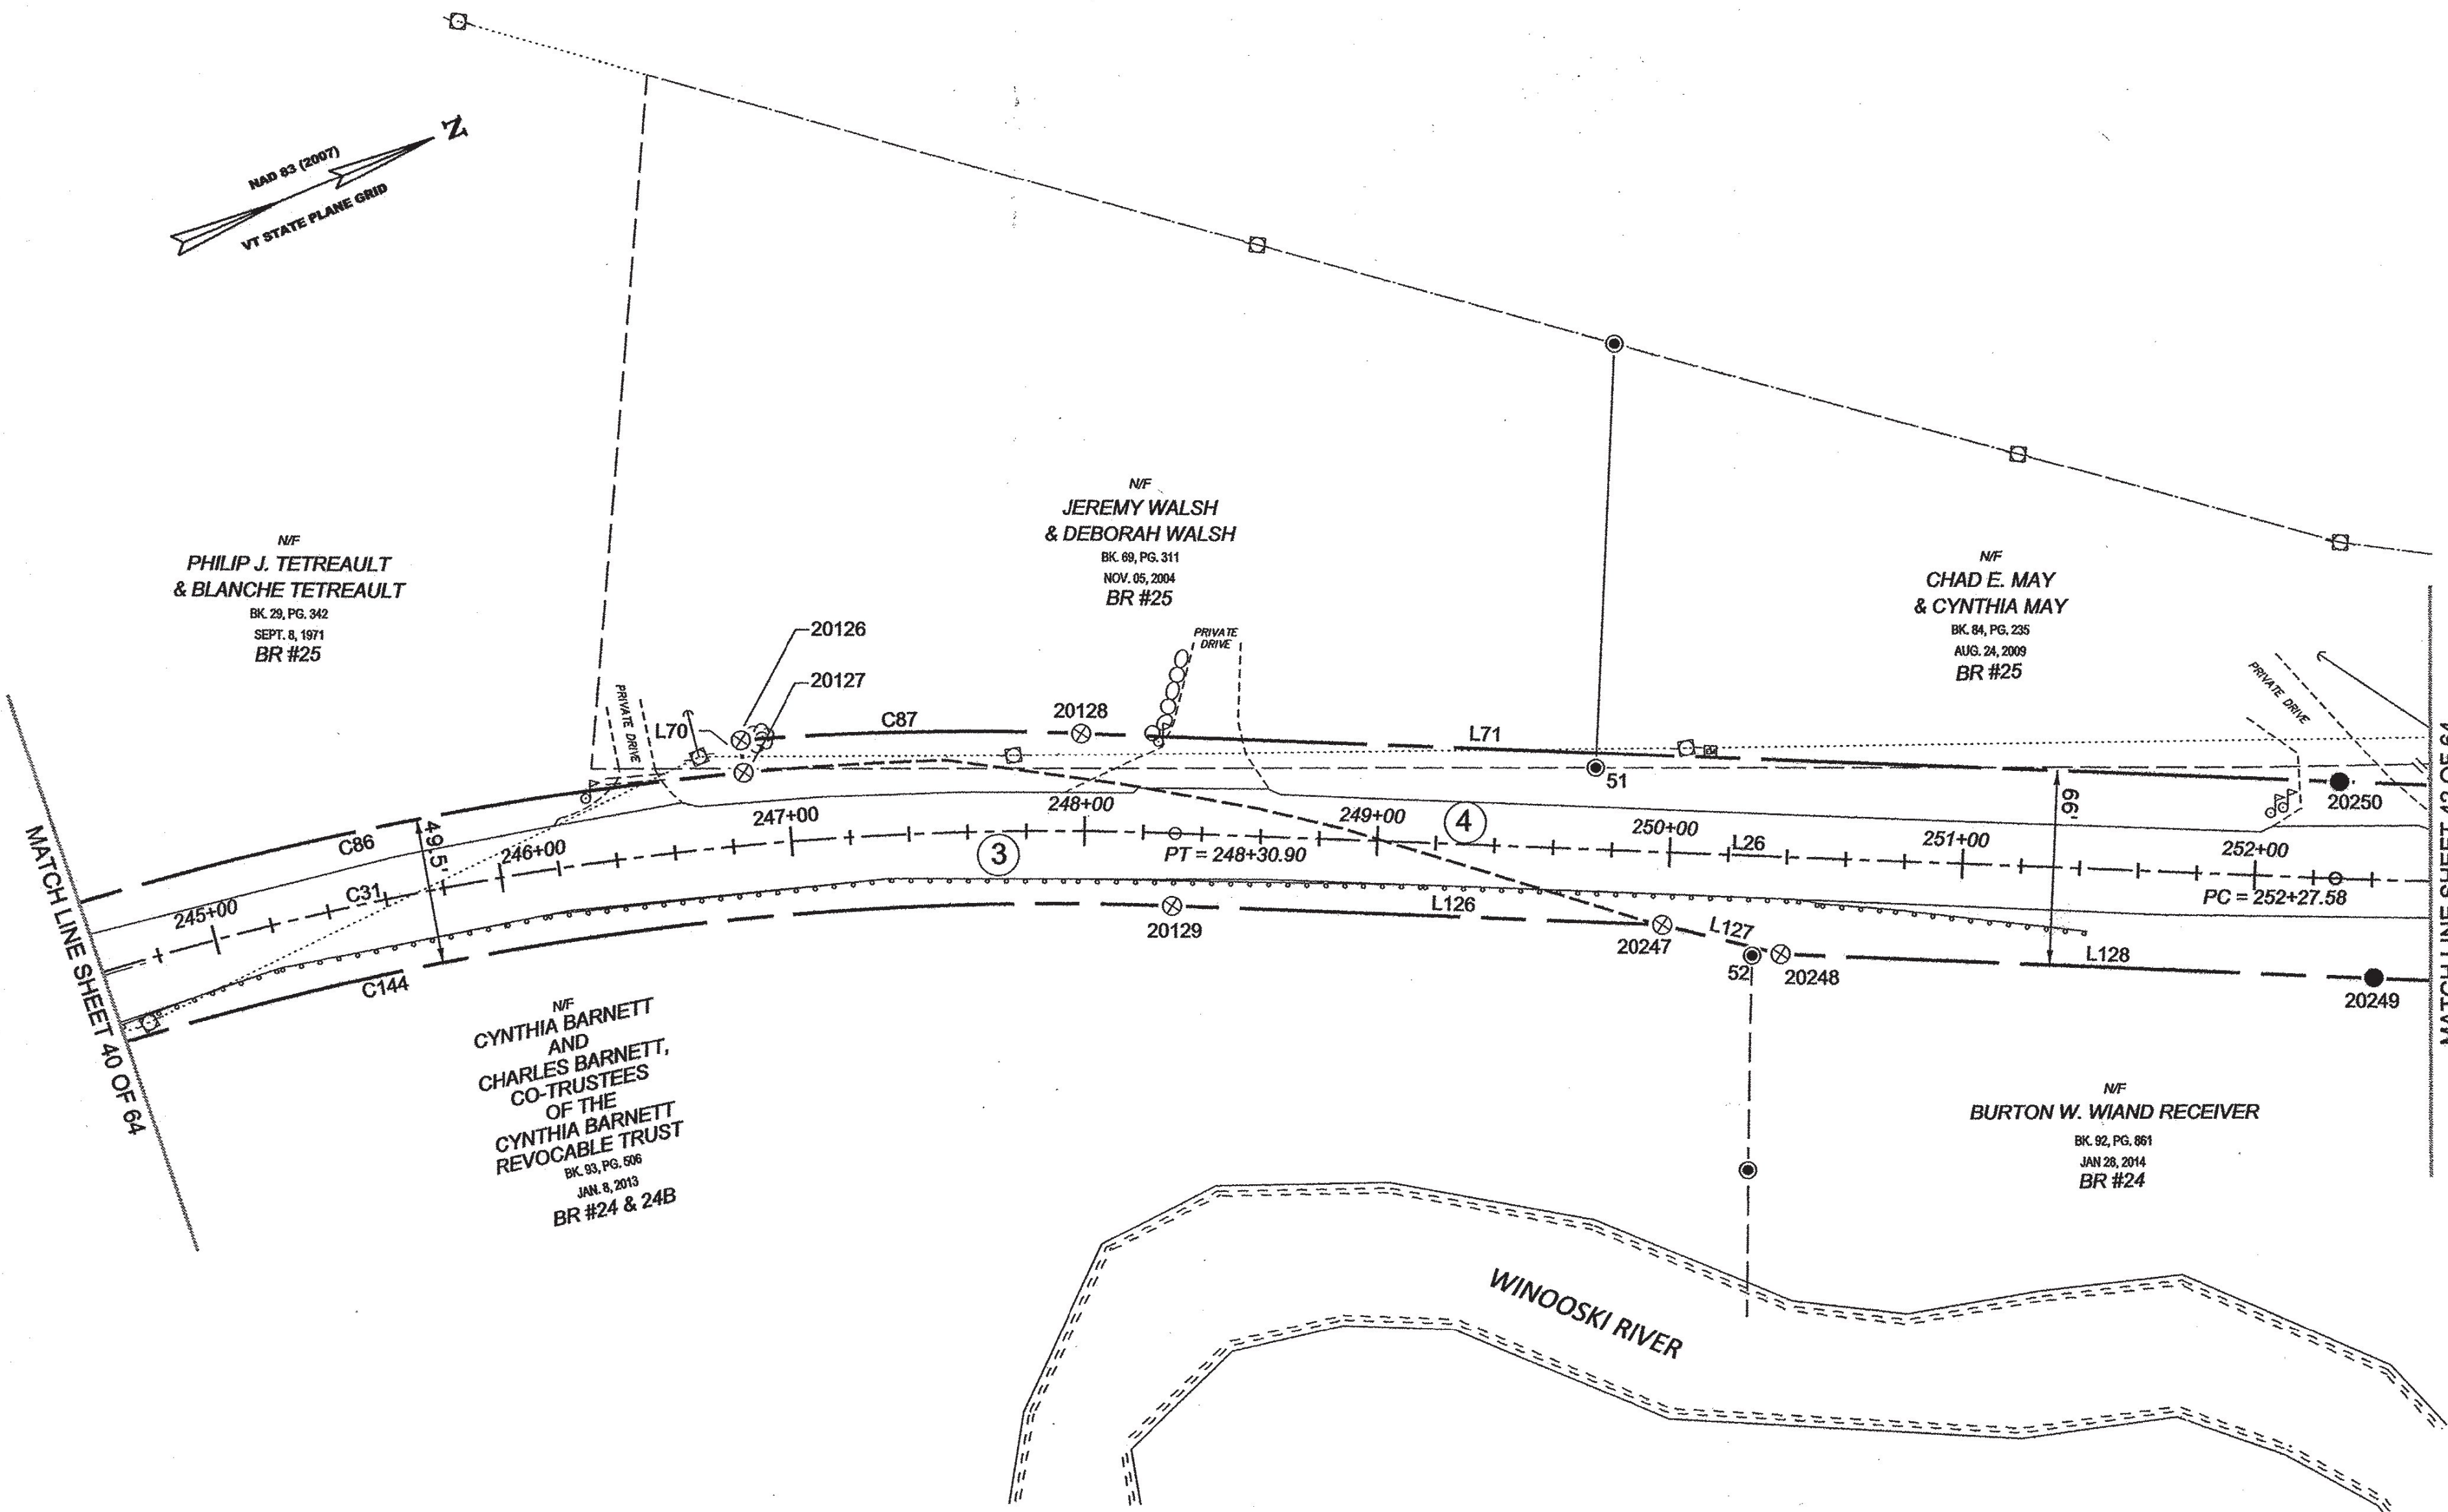 NAD 83 (2007)
VT STATE PLANE GRID
N
N/F
PHILIP J. TETREAULT
& BLANCHE TETREAULT
BK. 29, PG. 342
SEPT. 8, 1971
BR #25
N/F
JEREMY WALSH
& DEBORAH WALSH
BK. 69, PG. 311
NOV. 05, 2004
BR #25
N/F
CHAD E. MAY
& CYNTHIA MAY
BK. 84, PG. 235
AUG. 24, 2009
BR #25
20126
20127
PRIVATE
DRIVE
PRIVATE DRIVE
PRIVATE DRIVE
L70
C87
20128
L71
51
20250
66'
MATCH LINE SHEET 40 OF 64
C86
49.5'
245+00
C31
246+00
247+00
248+00
249+00
250+00
251+00
252+00
3
4
L26
PT = 248+30.90
PC = 252+27.58
C144
20129
L126
20247
L127
52
20248
L128
20249
MATCH LINE SHEET 42 OF 64
N/F
CYNTHIA BARNETT
AND
CHARLES BARNETT,
CO-TRUSTEES
OF THE
CYNTHIA BARNETT
REVOCABLE TRUST
BK. 93, PG. 506
JAN. 8, 2013
BR #24 & 24B
N/F
BURTON W. WIAND RECEIVER
BK. 92, PG. 861
JAN 28, 2014
BR #24
WINOOSKI RIVER